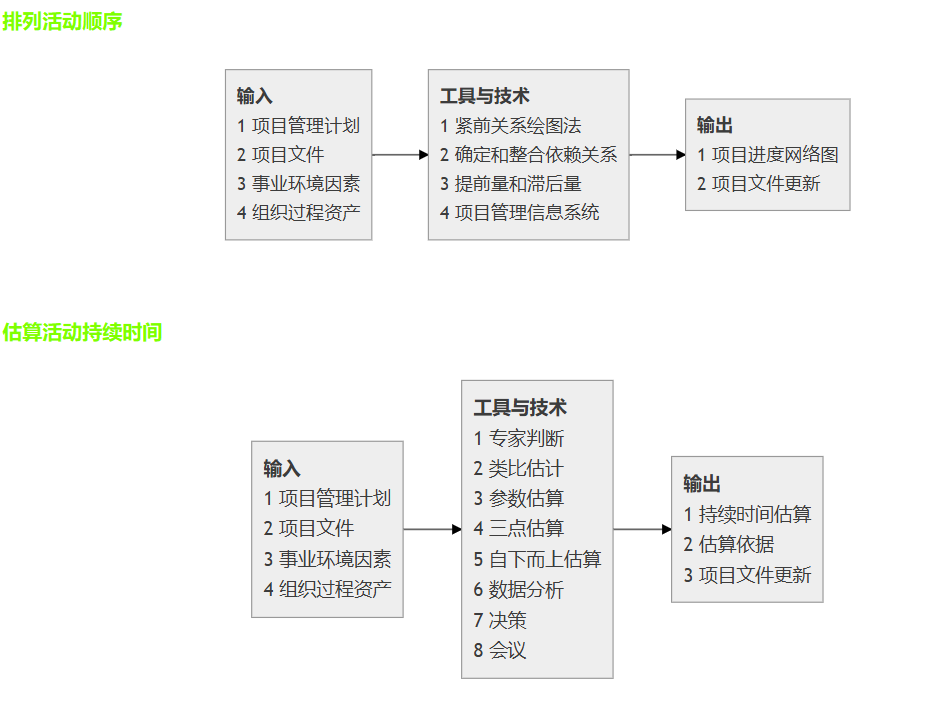 排列活动顺序
输入
1 项目管理计划
2 项目文件
3 事业环境因素
4 组织过程资产
工具与技术
1 紧前关系绘图法
2 确定和整合依赖关系
3 提前量和滞后量
4 项目管理信息系统
输出
1 项目进度网络图
2 项目文件更新
估算活动持续时间
输入
1 项目管理计划
2 项目文件
3 事业环境因素
4 组织过程资产
工具与技术
1 专家判断
2 类比估计
3 参数估算
4 三点估算
5 自下而上估算
6 数据分析
7 决策
8 会议
输出
1 持续时间估算
2 估算依据
3 项目文件更新